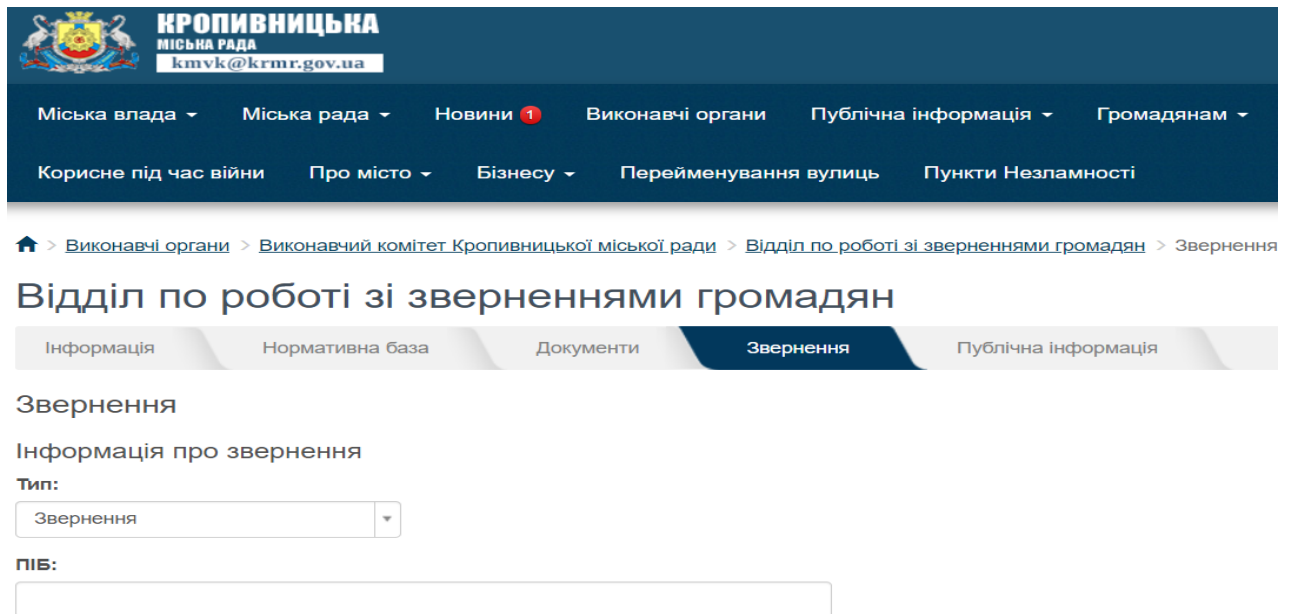 КРОПИВНИЦЬКА
МІСЬКА РАДА
kmvk@krmr.gov.ua
Міська влада Міська рада Новини 1 Виконавчі органи Публічна інформація Громадянам
Корисне під час війни Про місто Бізнесу Перейменування вулиць Пункти Незламності
> Виконавчі органи > Виконавчий комітет Кропивницької міської ради > Відділ по роботі зі зверненнями громадян > Звернення
Відділ по роботі зі зверненнями громадян
Інформація Нормативна база Документи Звернення Публічна інформація
Звернення
Інформація про звернення
Тип:
Звернення
ПІБ: